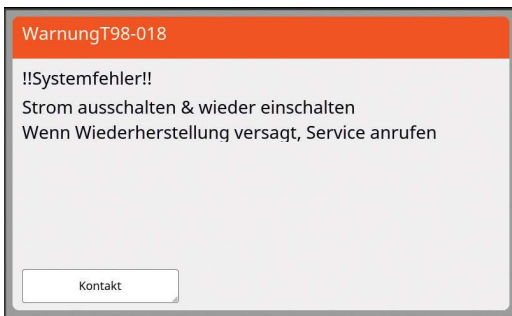 WarnungT98-018
!!Systemfehler!!
Strom ausschalten & wieder einschalten
Wenn Wiederherstellung versagt, Service anrufen
Kontakt